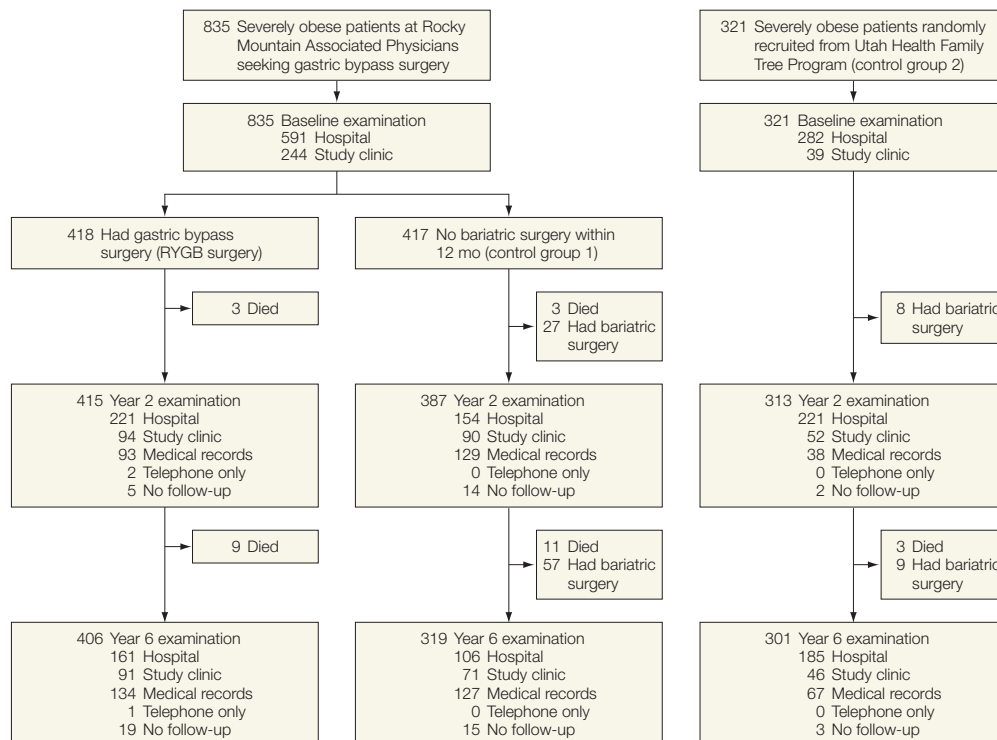 835 Severely obese patients at Rocky
Mountain Associated Physicians
seeking gastric bypass surgery
321 Severely obese patients randomly
recruited from Utah Health Family
Tree Program (control group 2)
835 Baseline examination
591 Hospital
244 Study clinic
321 Baseline examination
282 Hospital
39 Study clinic
418 Had gastric bypass
surgery (RYGB surgery)
417 No bariatric surgery within
12 mo (control group 1)
3 Died
3 Died
27 Had bariatric
surgery
8 Had bariatric
surgery
415 Year 2 examination
221 Hospital
94 Study clinic
93 Medical records
2 Telephone only
5 No follow-up
387 Year 2 examination
154 Hospital
90 Study clinic
129 Medical records
0 Telephone only
14 No follow-up
313 Year 2 examination
221 Hospital
52 Study clinic
38 Medical records
0 Telephone only
2 No follow-up
9 Died
11 Died
57 Had bariatric
surgery
3 Died
9 Had bariatric
surgery
406 Year 6 examination
161 Hospital
91 Study clinic
134 Medical records
1 Telephone only
19 No follow-up
319 Year 6 examination
106 Hospital
71 Study clinic
127 Medical records
0 Telephone only
15 No follow-up
301 Year 6 examination
185 Hospital
46 Study clinic
67 Medical records
0 Telephone only
3 No follow-up